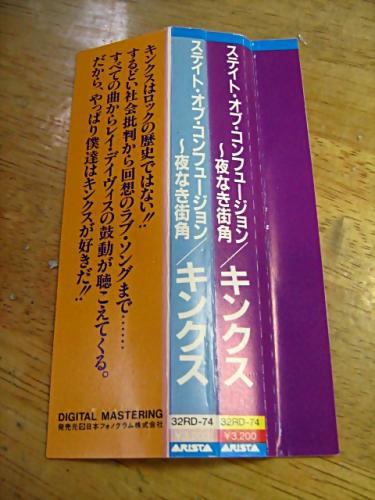 キンクスはロックの歴史ではない!!
するどい社会批判から回想のラブ・ソングまで……
すべての曲からレイ・デイヴィスの鼓動が聴こえてくる。
だから、やっぱり僕達はキンクスが好きだ!!
DIGITAL MASTERING
発売元 日本フォノグラム株式会社
ステイト・オブ・コンフュージョン
〜夜なき街角/キンクス
32RD-74
¥3,200
ARISTA
ステイト・オブ・コンフュージョン
〜夜なき街角/キンクス
32RD-74
¥3,200
ARISTA